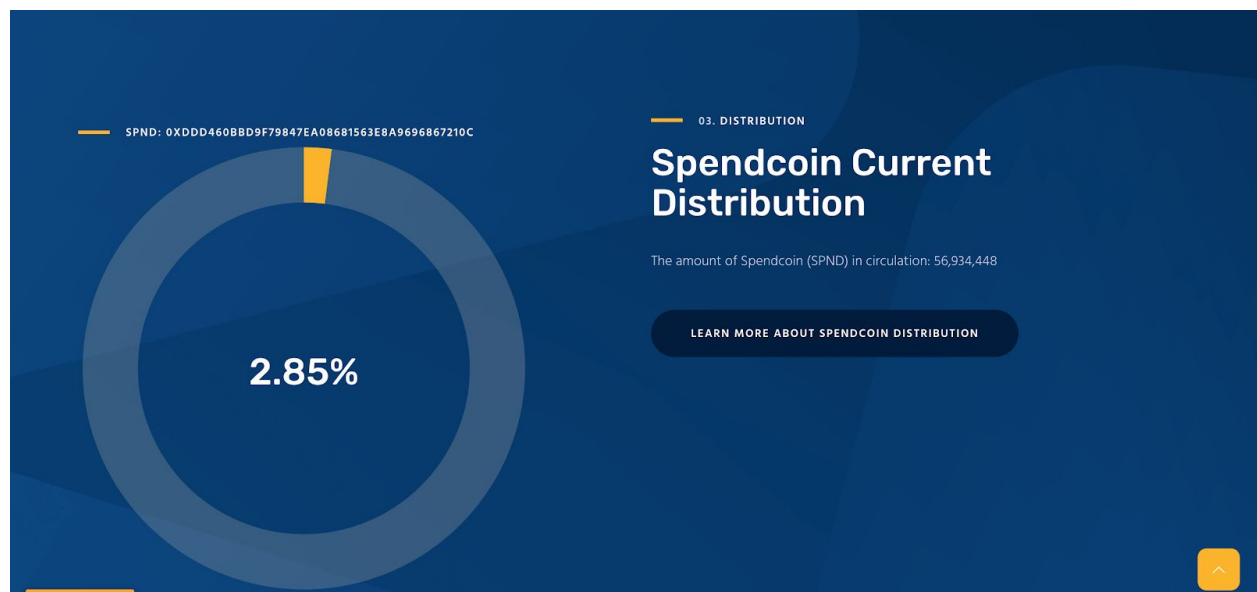 SPND: 0XDDD460BBD9F79847EA08681563E8A9696867210C
2.85%
03. DISTRIBUTION
Spendcoin Current
Distribution
The amount of Spendcoin (SPND) in circulation: 56,934,448
LEARN MORE ABOUT SPENDCOIN DISTRIBUTION